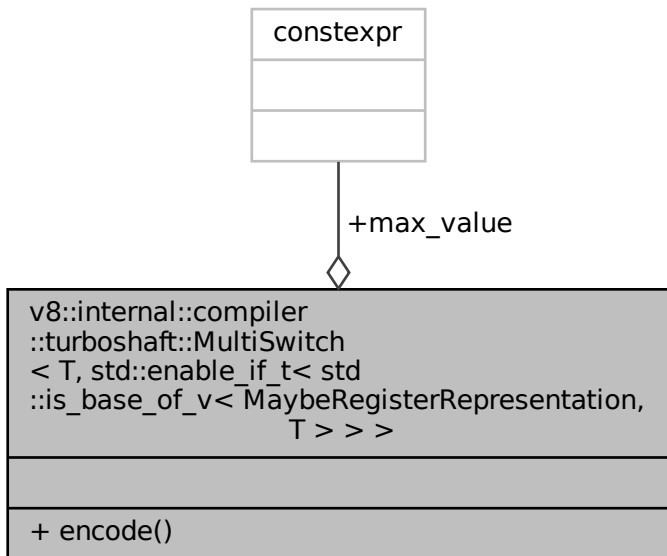 constexpr
+max_value
v8::internal::compiler
::turboshaft::MultiSwitch
< T, std::enable_if_t< std
::is_base_of_v< MaybeRegisterRepresentation,
T > > >
+ encode()